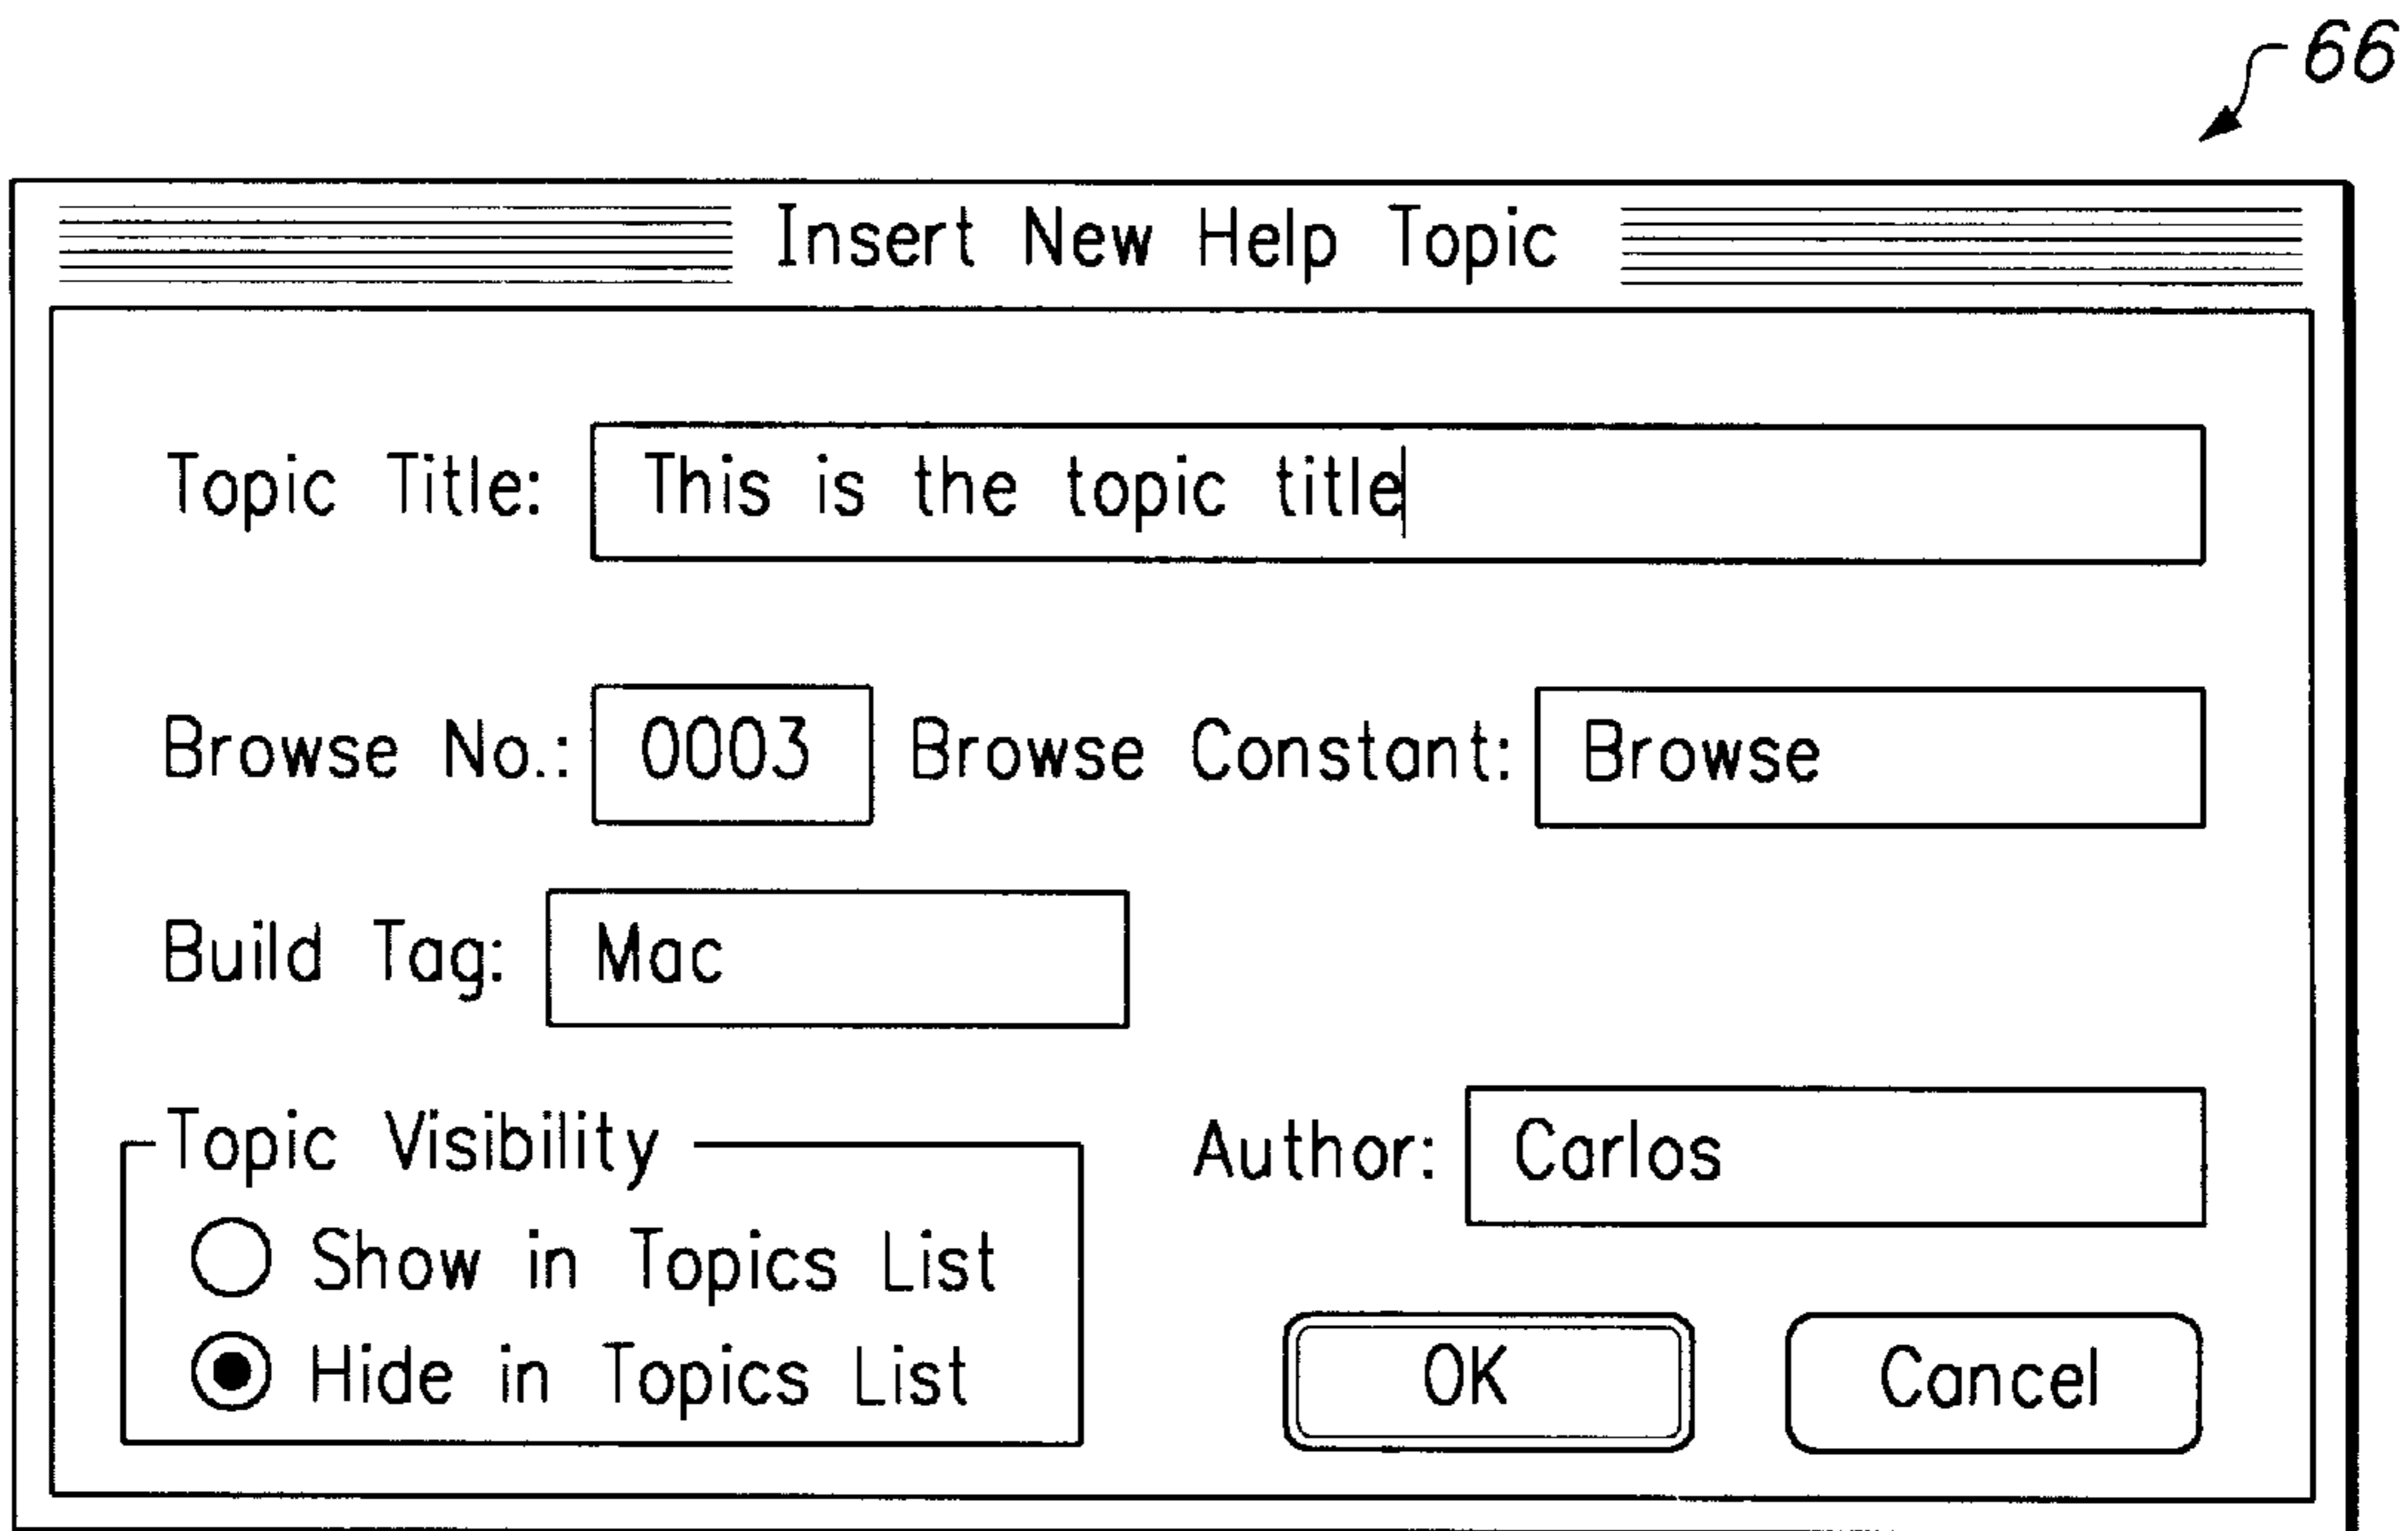 66
Insert New Help Topic
Topic Title: This is the topic title
Browse No.: 0003 Browse Constant: Browse
Build Tag: Mac
Topic Visibility
Author: Carlos
Show in Topics List
Hide in Topics List
OK Cancel